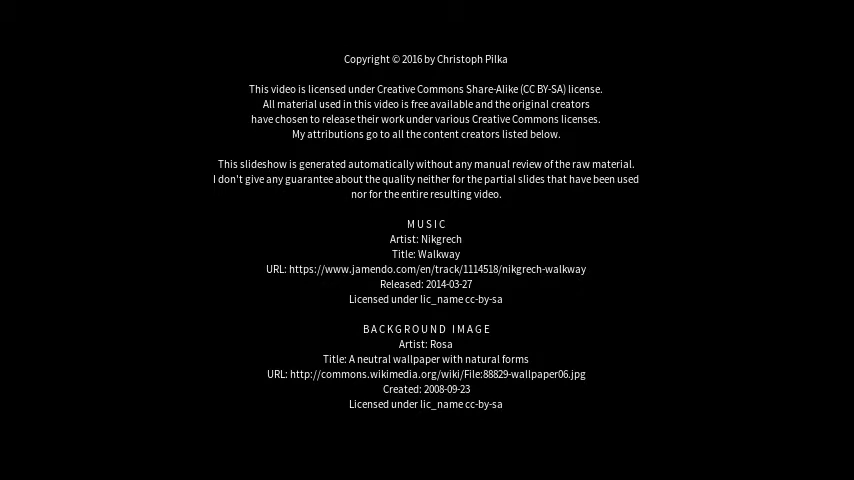 Copyright © 2016 by Christoph Pilka
This video is licensed under Creative Commons Share-Alike (CC BY-SA) license.
All material used in this video is free available and the original creators
have chosen to release their work under various Creative Commons licenses.
My attributions go to all the content creators listed below.
This slideshow is generated automatically without any manual review of the raw material.
I don't give any guarantee about the quality neither for the partial slides that have been used
nor for the entire resulting video.
M U S I C
Artist: Nikgrech
Title: Walkway
URL: https://www.jamendo.com/en/track/1114518/nikgrech-walkway
Released: 2014-03-27
Licensed under lic_name cc-by-sa
B A C K G R O U N D   I M A G E
Artist: Rosa
Title: A neutral wallpaper with natural forms
URL: http://commons.wikimedia.org/wiki/File:88829-wallpaper06.jpg
Created: 2008-09-23
Licensed under lic_name cc-by-sa